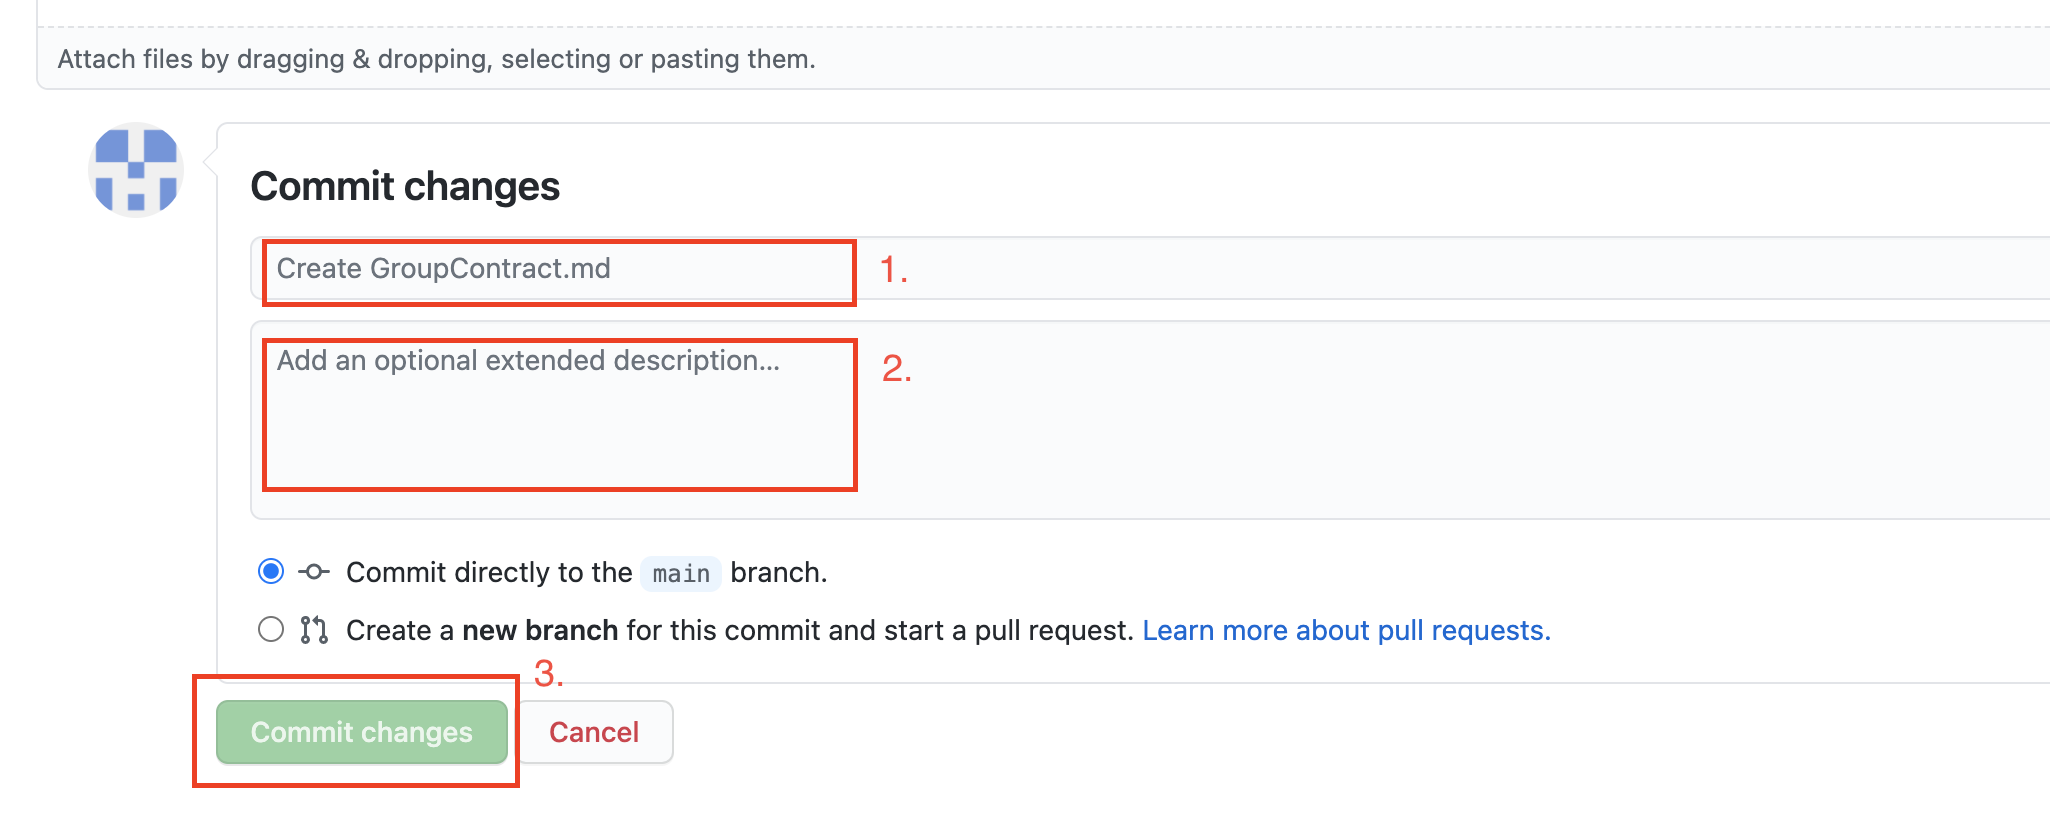 Attach files by dragging & dropping, selecting or pasting them.
Commit changes
Create GroupContract.md 1.
Add an optional extended description... 2.
Commit directly to the main branch.
Create a new branch for this commit and start a pull request. Learn more about pull requests.
3.
Commit changes Cancel